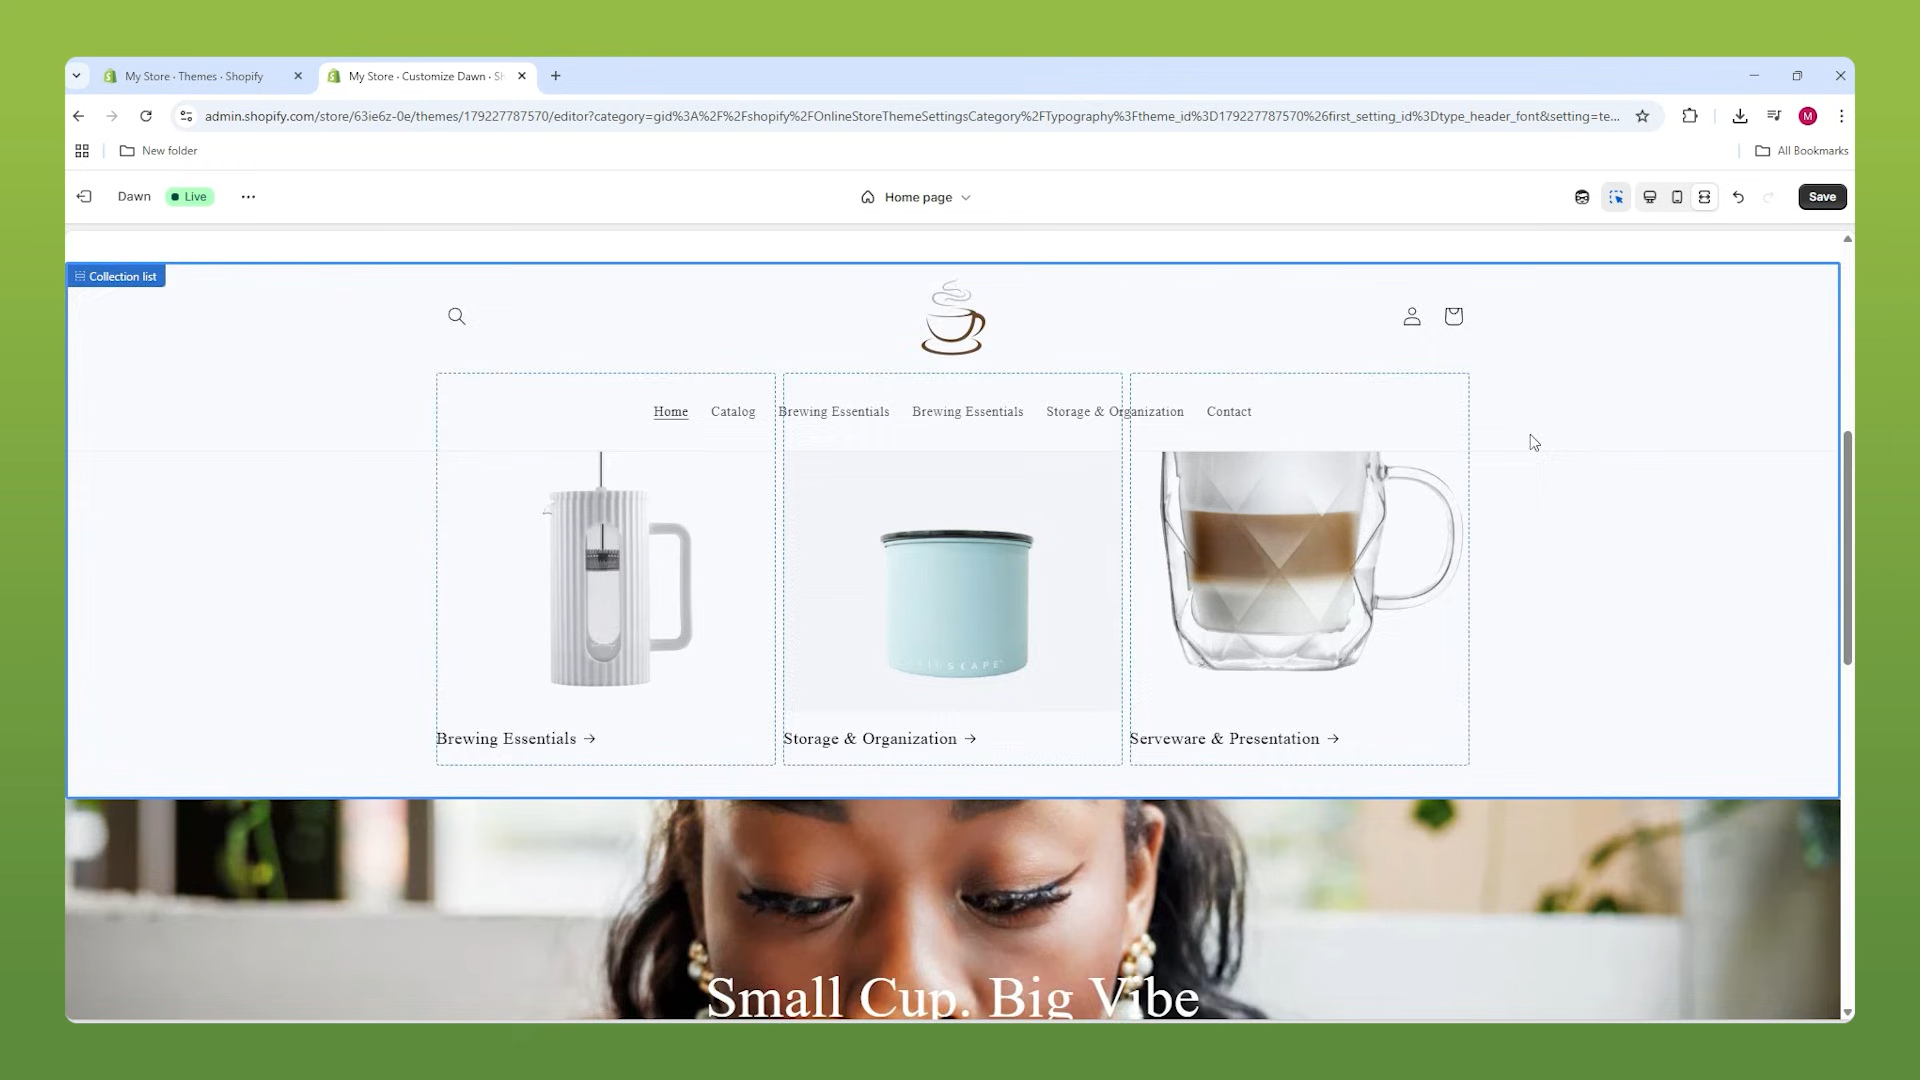 My Store · Themes · Shopify
My Store · Customize Dawn · Sh
admin.shopify.com/store/63ie6z-0e/themes/179227787570/editor?category=gid%3A%2F%2Fshopify%2FOnlineStoreThemeSettingsCategory%2FTypography%3Ftheme_id%3D179227787570%26first_setting_id%3Dtype_header_font&setting=te...
M
New folder
All Bookmarks
Dawn
Live
Home page
Save
Collection list
Home
Catalog
Brewing Essentials
Brewing Essentials
Storage & Organization
Contact
Brewing Essentials →
Storage & Organization →
Serveware & Presentation →
Small Cup. Big Vibe